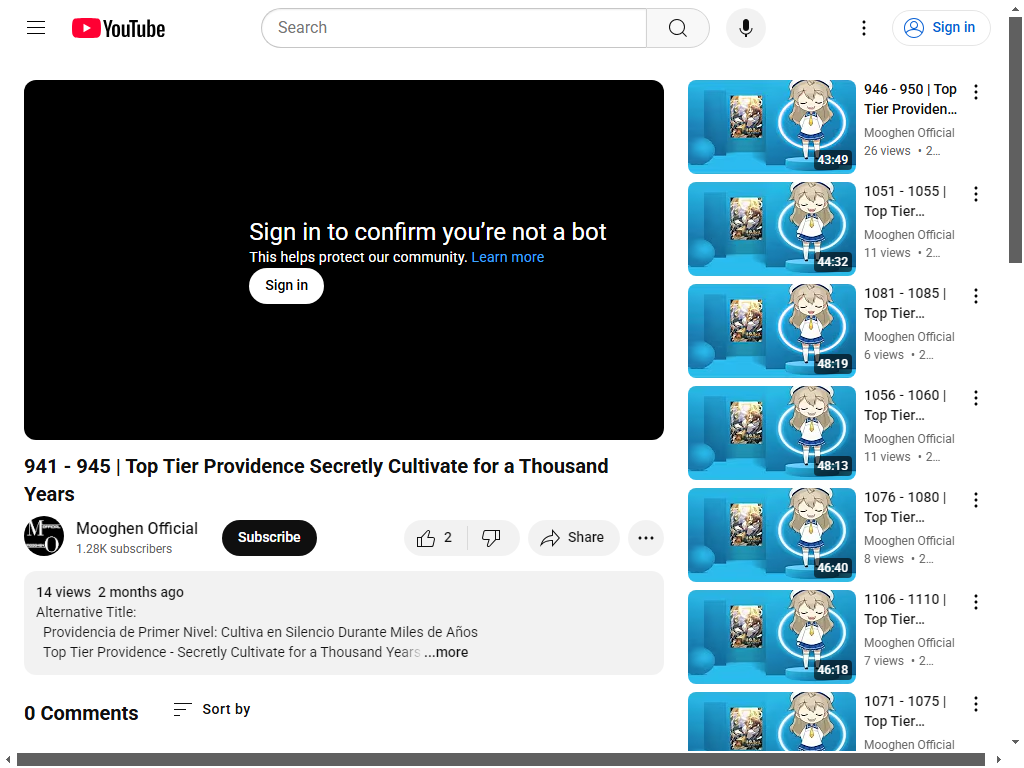 YouTube
Search
Sign in
Sign in to confirm you’re not a bot
This helps protect our community. Learn more
Sign in
941 - 945 | Top Tier Providence Secretly Cultivate for a Thousand
Years
Mooghen Official
1.28K subscribers
Subscribe
2
Share
14 views 2 months ago
Alternative Title:
Providencia de Primer Nivel: Cultiva en Silencio Durante Miles de Años
Top Tier Providence - Secretly Cultivate for a Thousand Years ...more
0 Comments
Sort by
43:49
946 - 950 | Top
Tier Providen...
Mooghen Official
26 views • 2...
44:32
1051 - 1055 |
Top Tier...
Mooghen Official
11 views • 2...
48:19
1081 - 1085 |
Top Tier...
Mooghen Official
6 views • 2...
48:13
1056 - 1060 |
Top Tier...
Mooghen Official
11 views • 2...
46:40
1076 - 1080 |
Top Tier...
Mooghen Official
8 views • 2...
46:18
1106 - 1110 |
Top Tier...
Mooghen Official
7 views • 2...
1071 - 1075 |
Top Tier...
Mooghen Official